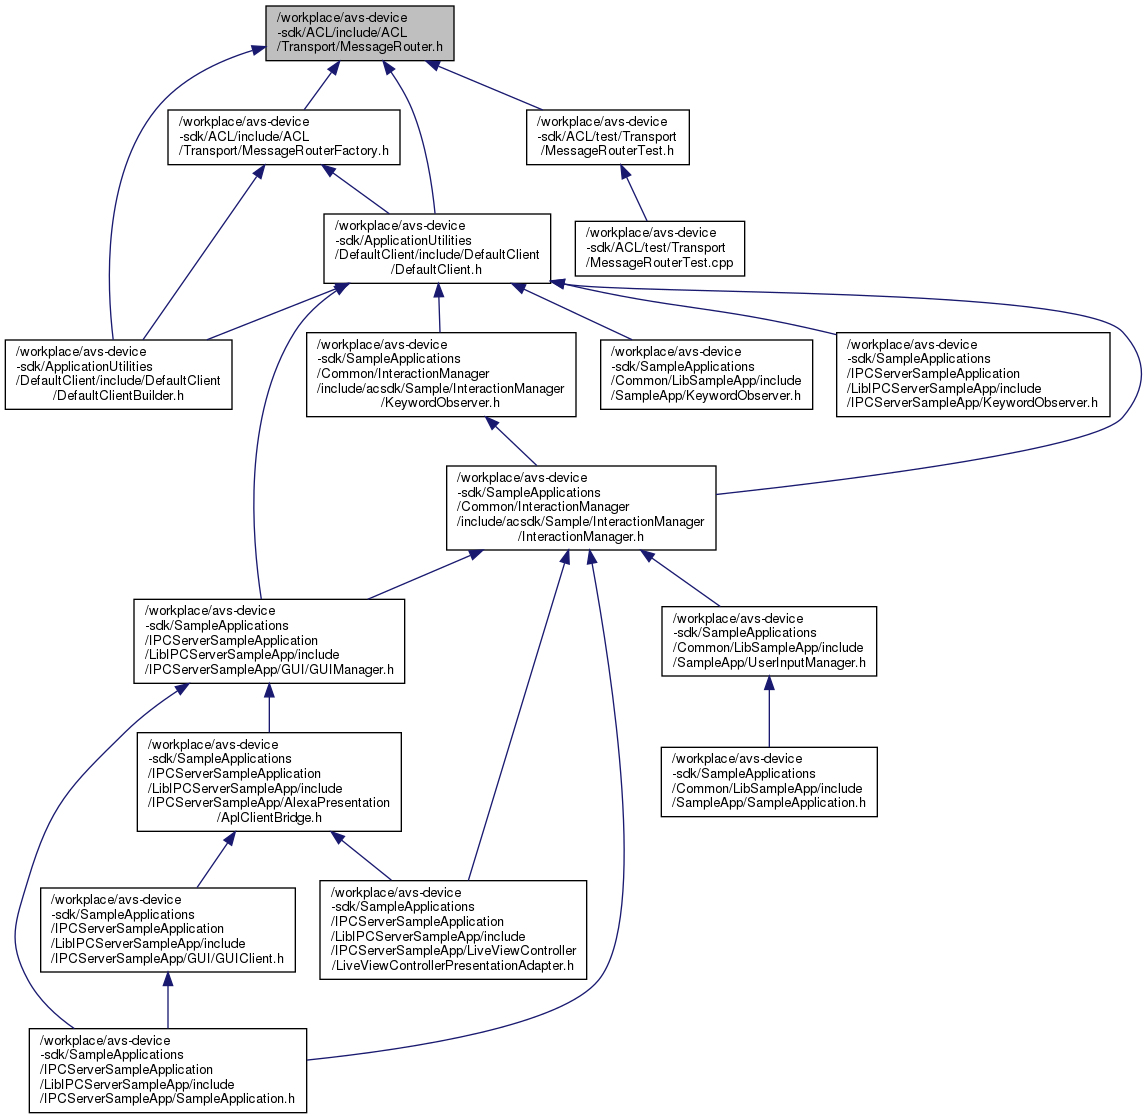 /workplace/avs-device
-sdk/ACL/include/ACL
/Transport/MessageRouter.h
/workplace/avs-device
-sdk/ACL/include/ACL
/Transport/MessageRouterFactory.h
/workplace/avs-device
-sdk/ACL/test/Transport
/MessageRouterTest.h
/workplace/avs-device
-sdk/ApplicationUtilities
/DefaultClient/include/DefaultClient
/DefaultClient.h
/workplace/avs-device
-sdk/ACL/test/Transport
/MessageRouterTest.cpp
/workplace/avs-device
-sdk/ApplicationUtilities
/DefaultClient/include/DefaultClient
/DefaultClientBuilder.h
/workplace/avs-device
-sdk/SampleApplications
/Common/InteractionManager
/include/acsdk/Sample/InteractionManager
/KeywordObserver.h
/workplace/avs-device
-sdk/SampleApplications
/Common/LibSampleApp/include
/SampleApp/KeywordObserver.h
/workplace/avs-device
-sdk/SampleApplications
/IPCServerSampleApplication
/LibIPCServerSampleApp/include
/IPCServerSampleApp/KeywordObserver.h
/workplace/avs-device
-sdk/SampleApplications
/Common/InteractionManager
/include/acsdk/Sample/InteractionManager
/InteractionManager.h
/workplace/avs-device
-sdk/SampleApplications
/IPCServerSampleApplication
/LibIPCServerSampleApp/include
/IPCServerSampleApp/GUI/GUIManager.h
/workplace/avs-device
-sdk/SampleApplications
/Common/LibSampleApp/include
/SampleApp/UserInputManager.h
/workplace/avs-device
-sdk/SampleApplications
/IPCServerSampleApplication
/LibIPCServerSampleApp/include
/IPCServerSampleApp/AlexaPresentation
/AplClientBridge.h
/workplace/avs-device
-sdk/SampleApplications
/Common/LibSampleApp/include
/SampleApp/SampleApplication.h
/workplace/avs-device
-sdk/SampleApplications
/IPCServerSampleApplication
/LibIPCServerSampleApp/include
/IPCServerSampleApp/GUI/GUIClient.h
/workplace/avs-device
-sdk/SampleApplications
/IPCServerSampleApplication
/LibIPCServerSampleApp/include
/IPCServerSampleApp/LiveViewController
/LiveViewControllerPresentationAdapter.h
/workplace/avs-device
-sdk/SampleApplications
/IPCServerSampleApplication
/LibIPCServerSampleApp/include
/IPCServerSampleApp/SampleApplication.h